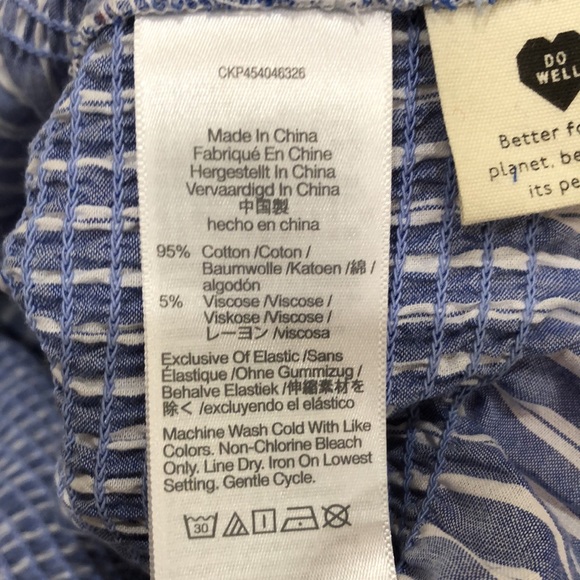 CKP454046326
Made In China
Fabriqué En Chine
Hergestellt In China
Vervaardigd In China
中国製
hecho en china
95% Cotton /Coton /
Baumwolle /Katoen /綿 /
algodón
5% Viscose /Viscose /
Viskose /Viscose /
レーヨン /viscosa
Exclusive Of Elastic /Sans
Élastique /Ohne Gummizug /
Behalve Elastiek /伸縮素材を
除く /excluyendo el elástico
Machine Wash Cold With Like
Colors. Non-Chlorine Bleach
Only. Line Dry. Iron On Lowest
Setting. Gentle Cycle.
30
DO
WELL
Better fo
planet, be
its pe